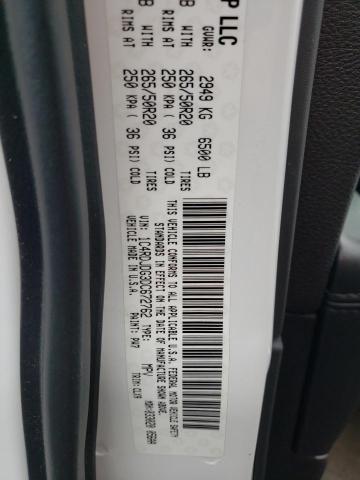 P LLC
GVWR: 2949 KG 6500 LB
B WITH 265/50R20 TIRES
RIMS AT 250 KPA ( 36 PSI) COLD
B WITH 265/50R20 TIRES
RIMS AT 250 KPA ( 36 PSI) COLD
THIS VEHICLE CONFORMS TO ALL APPLICABLE U.S.A. FEDERAL MOTOR VEHICLE SAFETY
STANDARDS IN EFFECT ON THE DATE OF MANUFACTURE SHOWN ABOVE.
VIN: 1C4RDJDG3DC672762 TYPE: MPV
VEHICLE MADE IN U.S.A. PAINT: PW7 TRIM: